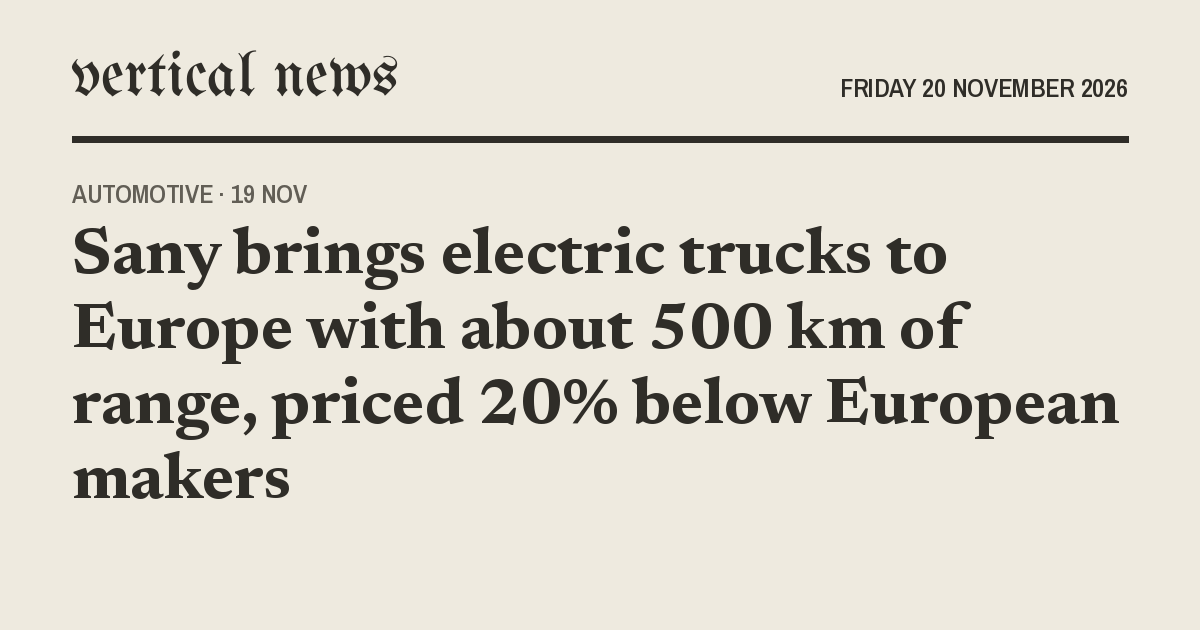 vertical news
FRIDAY 20 NOVEMBER 2026
AUTOMOTIVE · 19 NOV
Sany brings electric trucks to
Europe with about 500 km of
range, priced 20% below European
makers